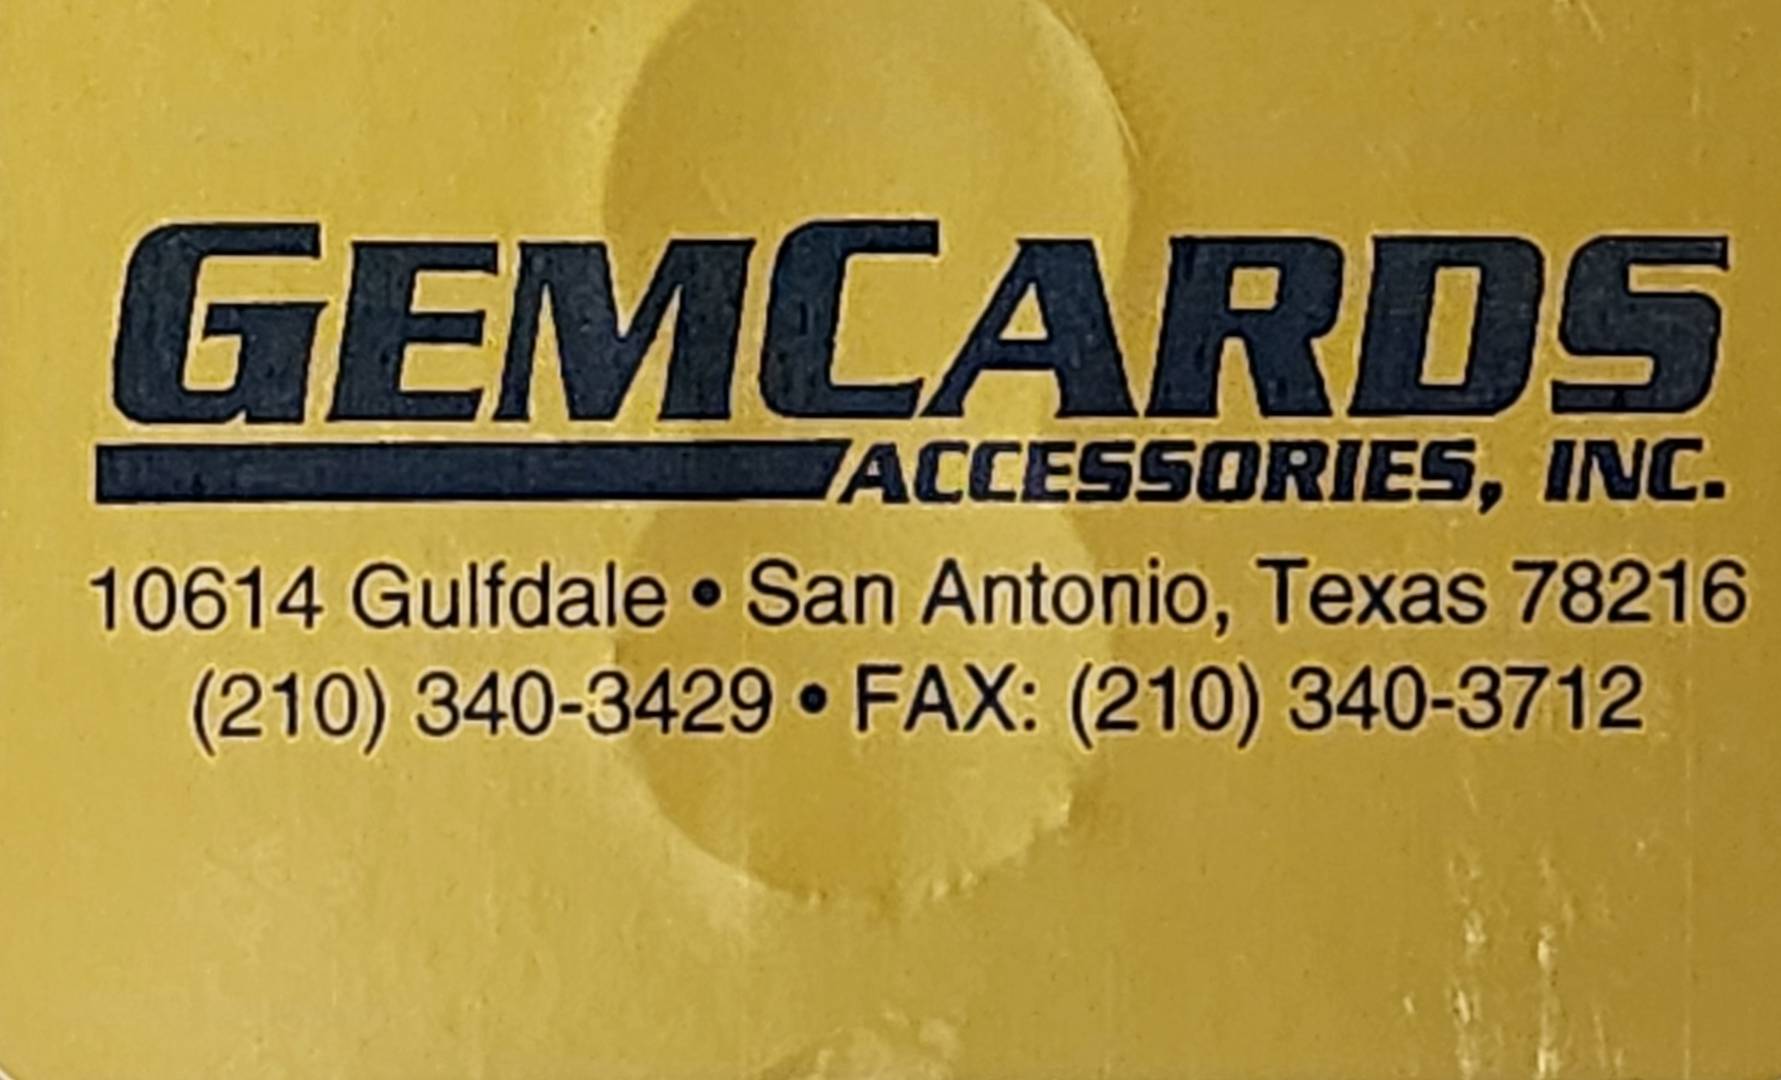 GEMCARDS
ACCESSORIES, INC.
10614 Gulfdale • San Antonio, Texas 78216
(210) 340-3429 • FAX: (210) 340-3712